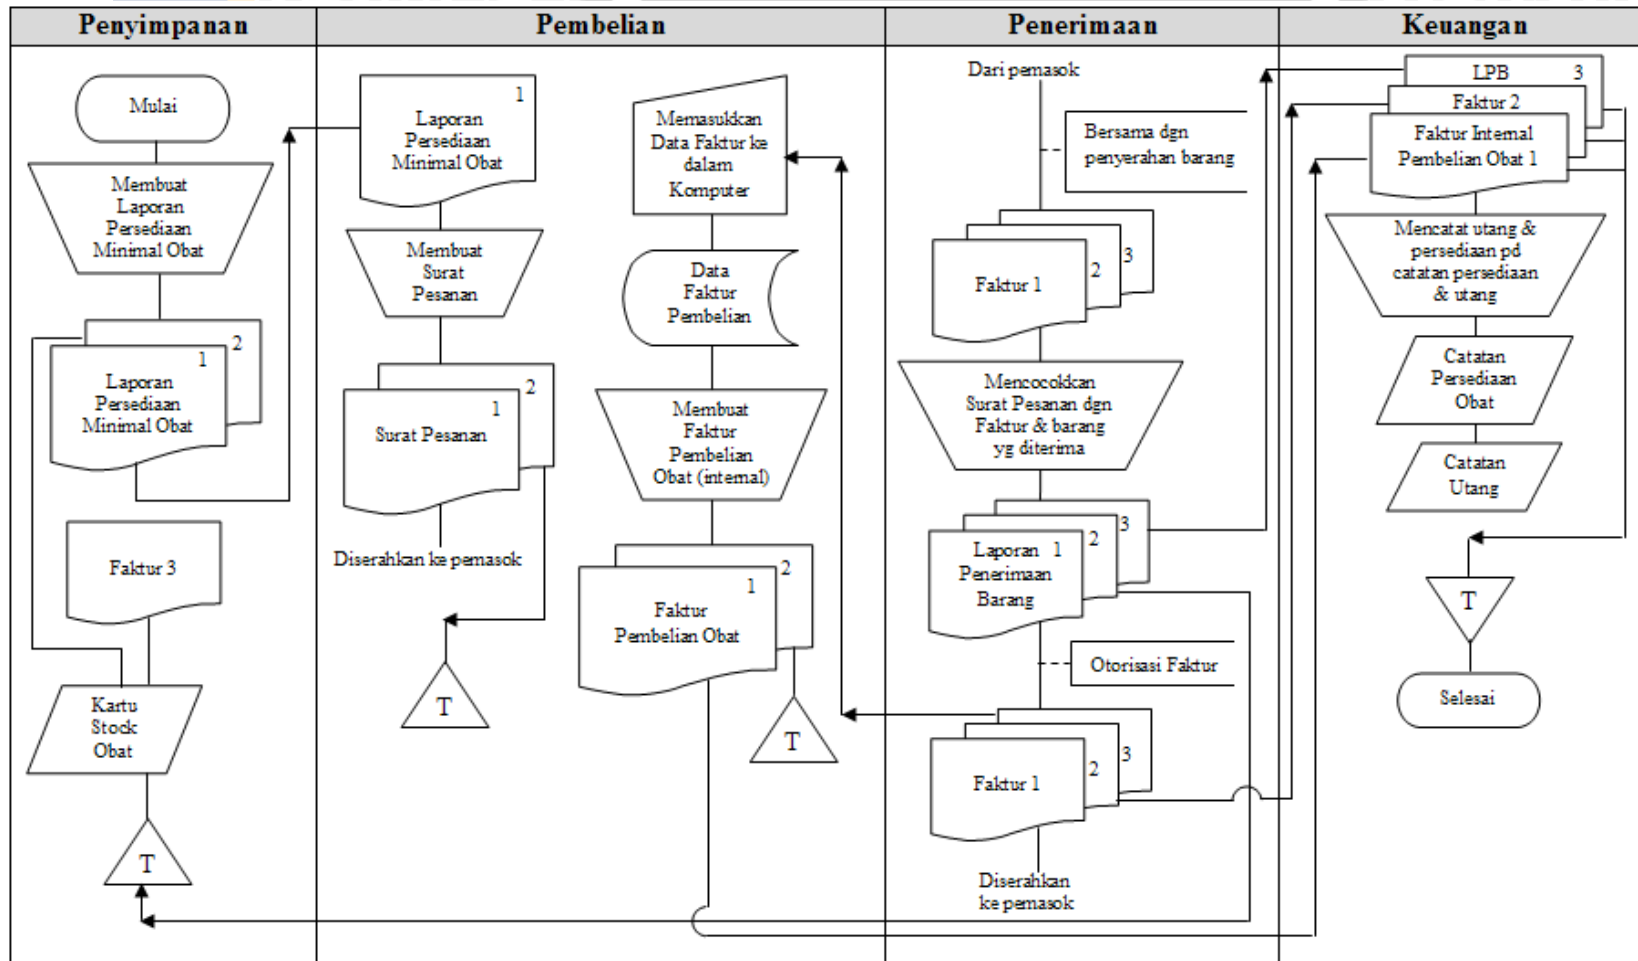 Penyimpanan
Pembelian
Penerimaan
Keuangan
Mulai
Membuat
Laporan
Persediaan
Minimal Obat
2
1
Laporan
Persediaan
Minimal Obat
Faktur 3
Kartu
Stock
Obat
T
1
Laporan
Persediaan
Minimal Obat
Membuat
Surat
Pesanan
2
1
Surat Pesanan
Diserahkan ke pemasok
T
Memasukkan
Data Faktur ke
dalam
Komputer
Data
Faktur
Pembelian
Membuat
Faktur
Pembelian
Obat (internal)
2
1
Faktur
Pembelian Obat
T
Dari pemasok
Bersama dgn
penyerahan barang
3
2
Faktur 1
Mencocokkan
Surat Pesanan dgn
Faktur & barang
yg diterima
3
2
Laporan 1
Penerimaan
Barang
Otorisasi Faktur
3
2
Faktur 1
Diserahkan
ke pemasok
LPB 3
Faktur 2
Faktur Internal
Pembelian Obat 1
Mencatat utang &
persediaan pd
catatan persediaan
& utang
Catatan
Persediaan
Obat
Catatan
Utang
T
Selesai